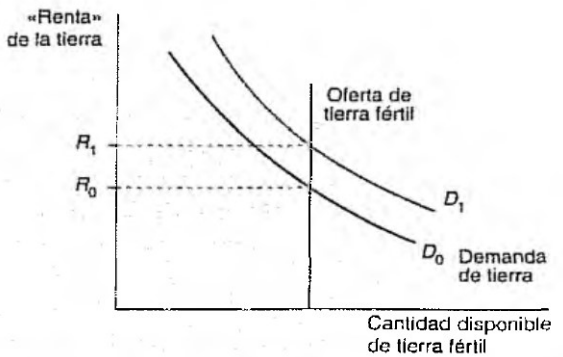 «Renta»
de la tierra
Oferta de
tierra fértil
R₁
R₀
D₁
D₀ Demanda
de tierra
Cantidad disponible
de tierra fértil